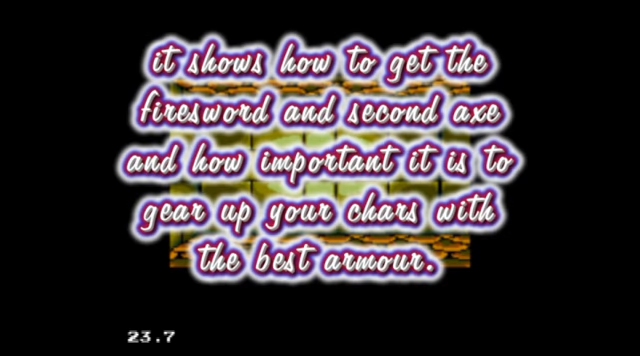 it shows how to get the
firesword and second axe
and how important it is to
gear up your chars with
the best armour.
23.7